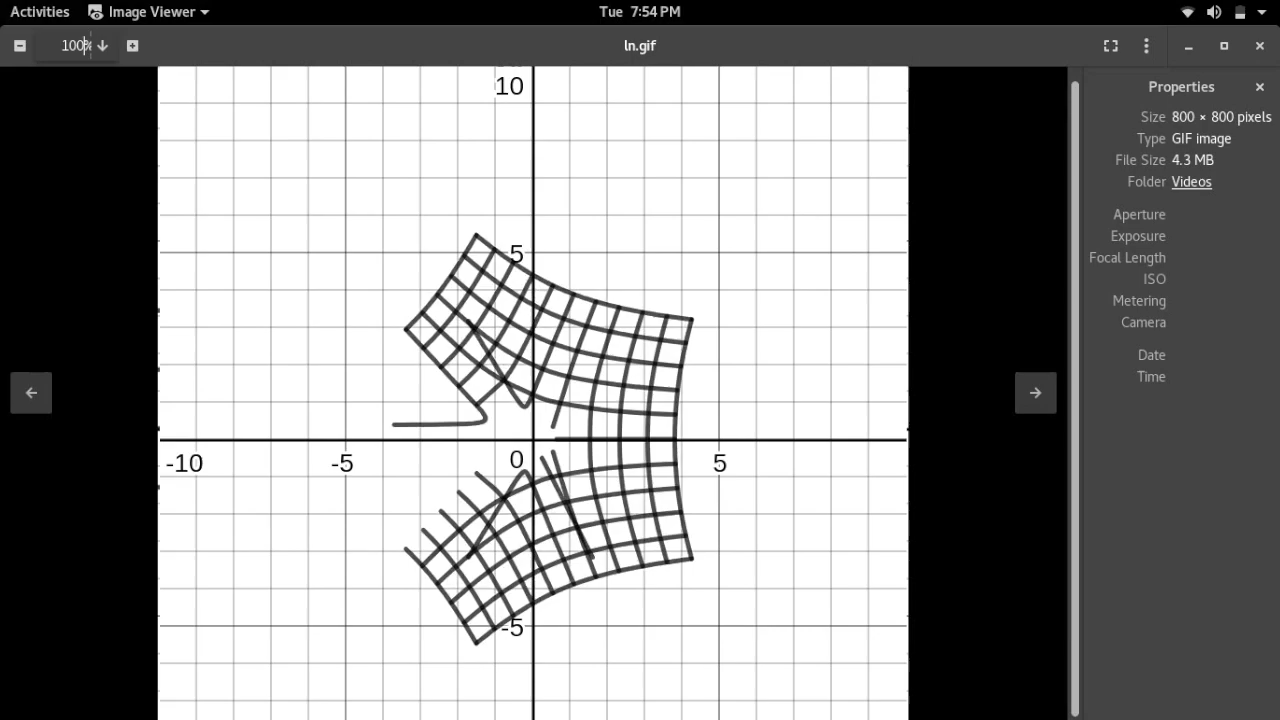 Activities Image Viewer Tue 7:54 PM
100% ln.gif
Properties
Size 800 × 800 pixels
Type GIF image
File Size 4.3 MB
Folder Videos
Aperture
Exposure
Focal Length
ISO
Metering
Camera
Date
Time
10
5
-10 -5 0 5
-5